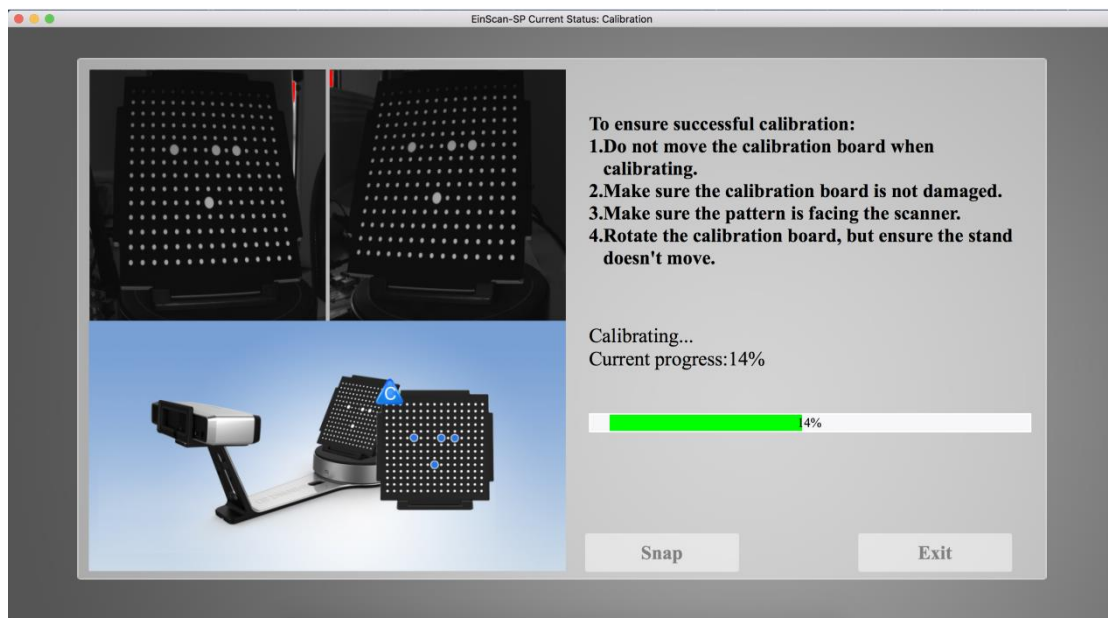 EinScan-SP Current Status: Calibration
To ensure successful calibration:
1.Do not move the calibration board when
calibrating.
2.Make sure the calibration board is not damaged.
3.Make sure the pattern is facing the scanner.
4.Rotate the calibration board, but ensure the stand
doesn't move.
Calibrating...
Current progress:14%
14%
C
Snap
Exit